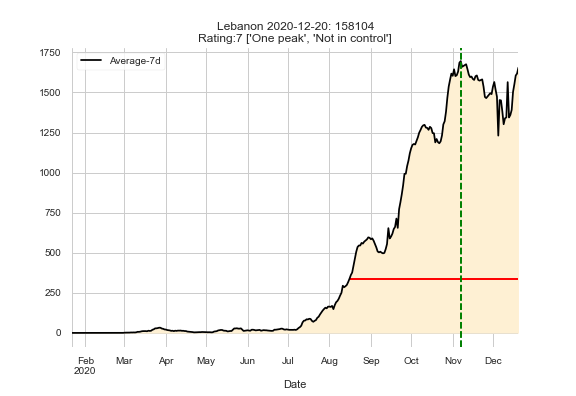 Lebanon 2020-12-20: 158104
Rating:7 ['One peak', 'Not in control']
Average-7d
1750
1500
1250
1000
750
500
250
0
Feb Mar Apr May Jun Jul Aug Sep Oct Nov Dec
2020
Date